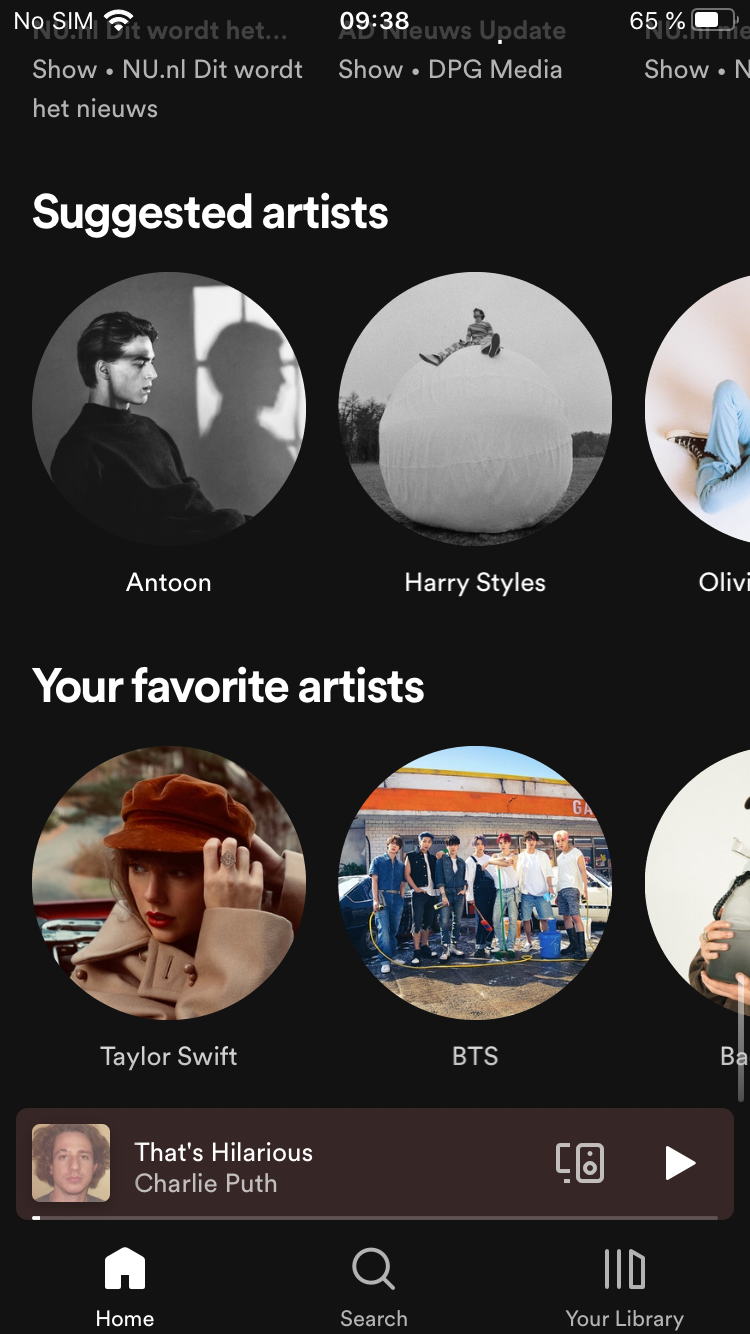 No SIM 09:38 65 %
NU.nl Dit wordt het... AD Nieuws Update NU.nl nie
Show • NU.nl Dit wordt het nieuws
Show • DPG Media
Show • N
Suggested artists
Antoon
Harry Styles
Olivi
Your favorite artists
GA
Taylor Swift
BTS
Ba
That's Hilarious
Charlie Puth
Home
Search
Your Library